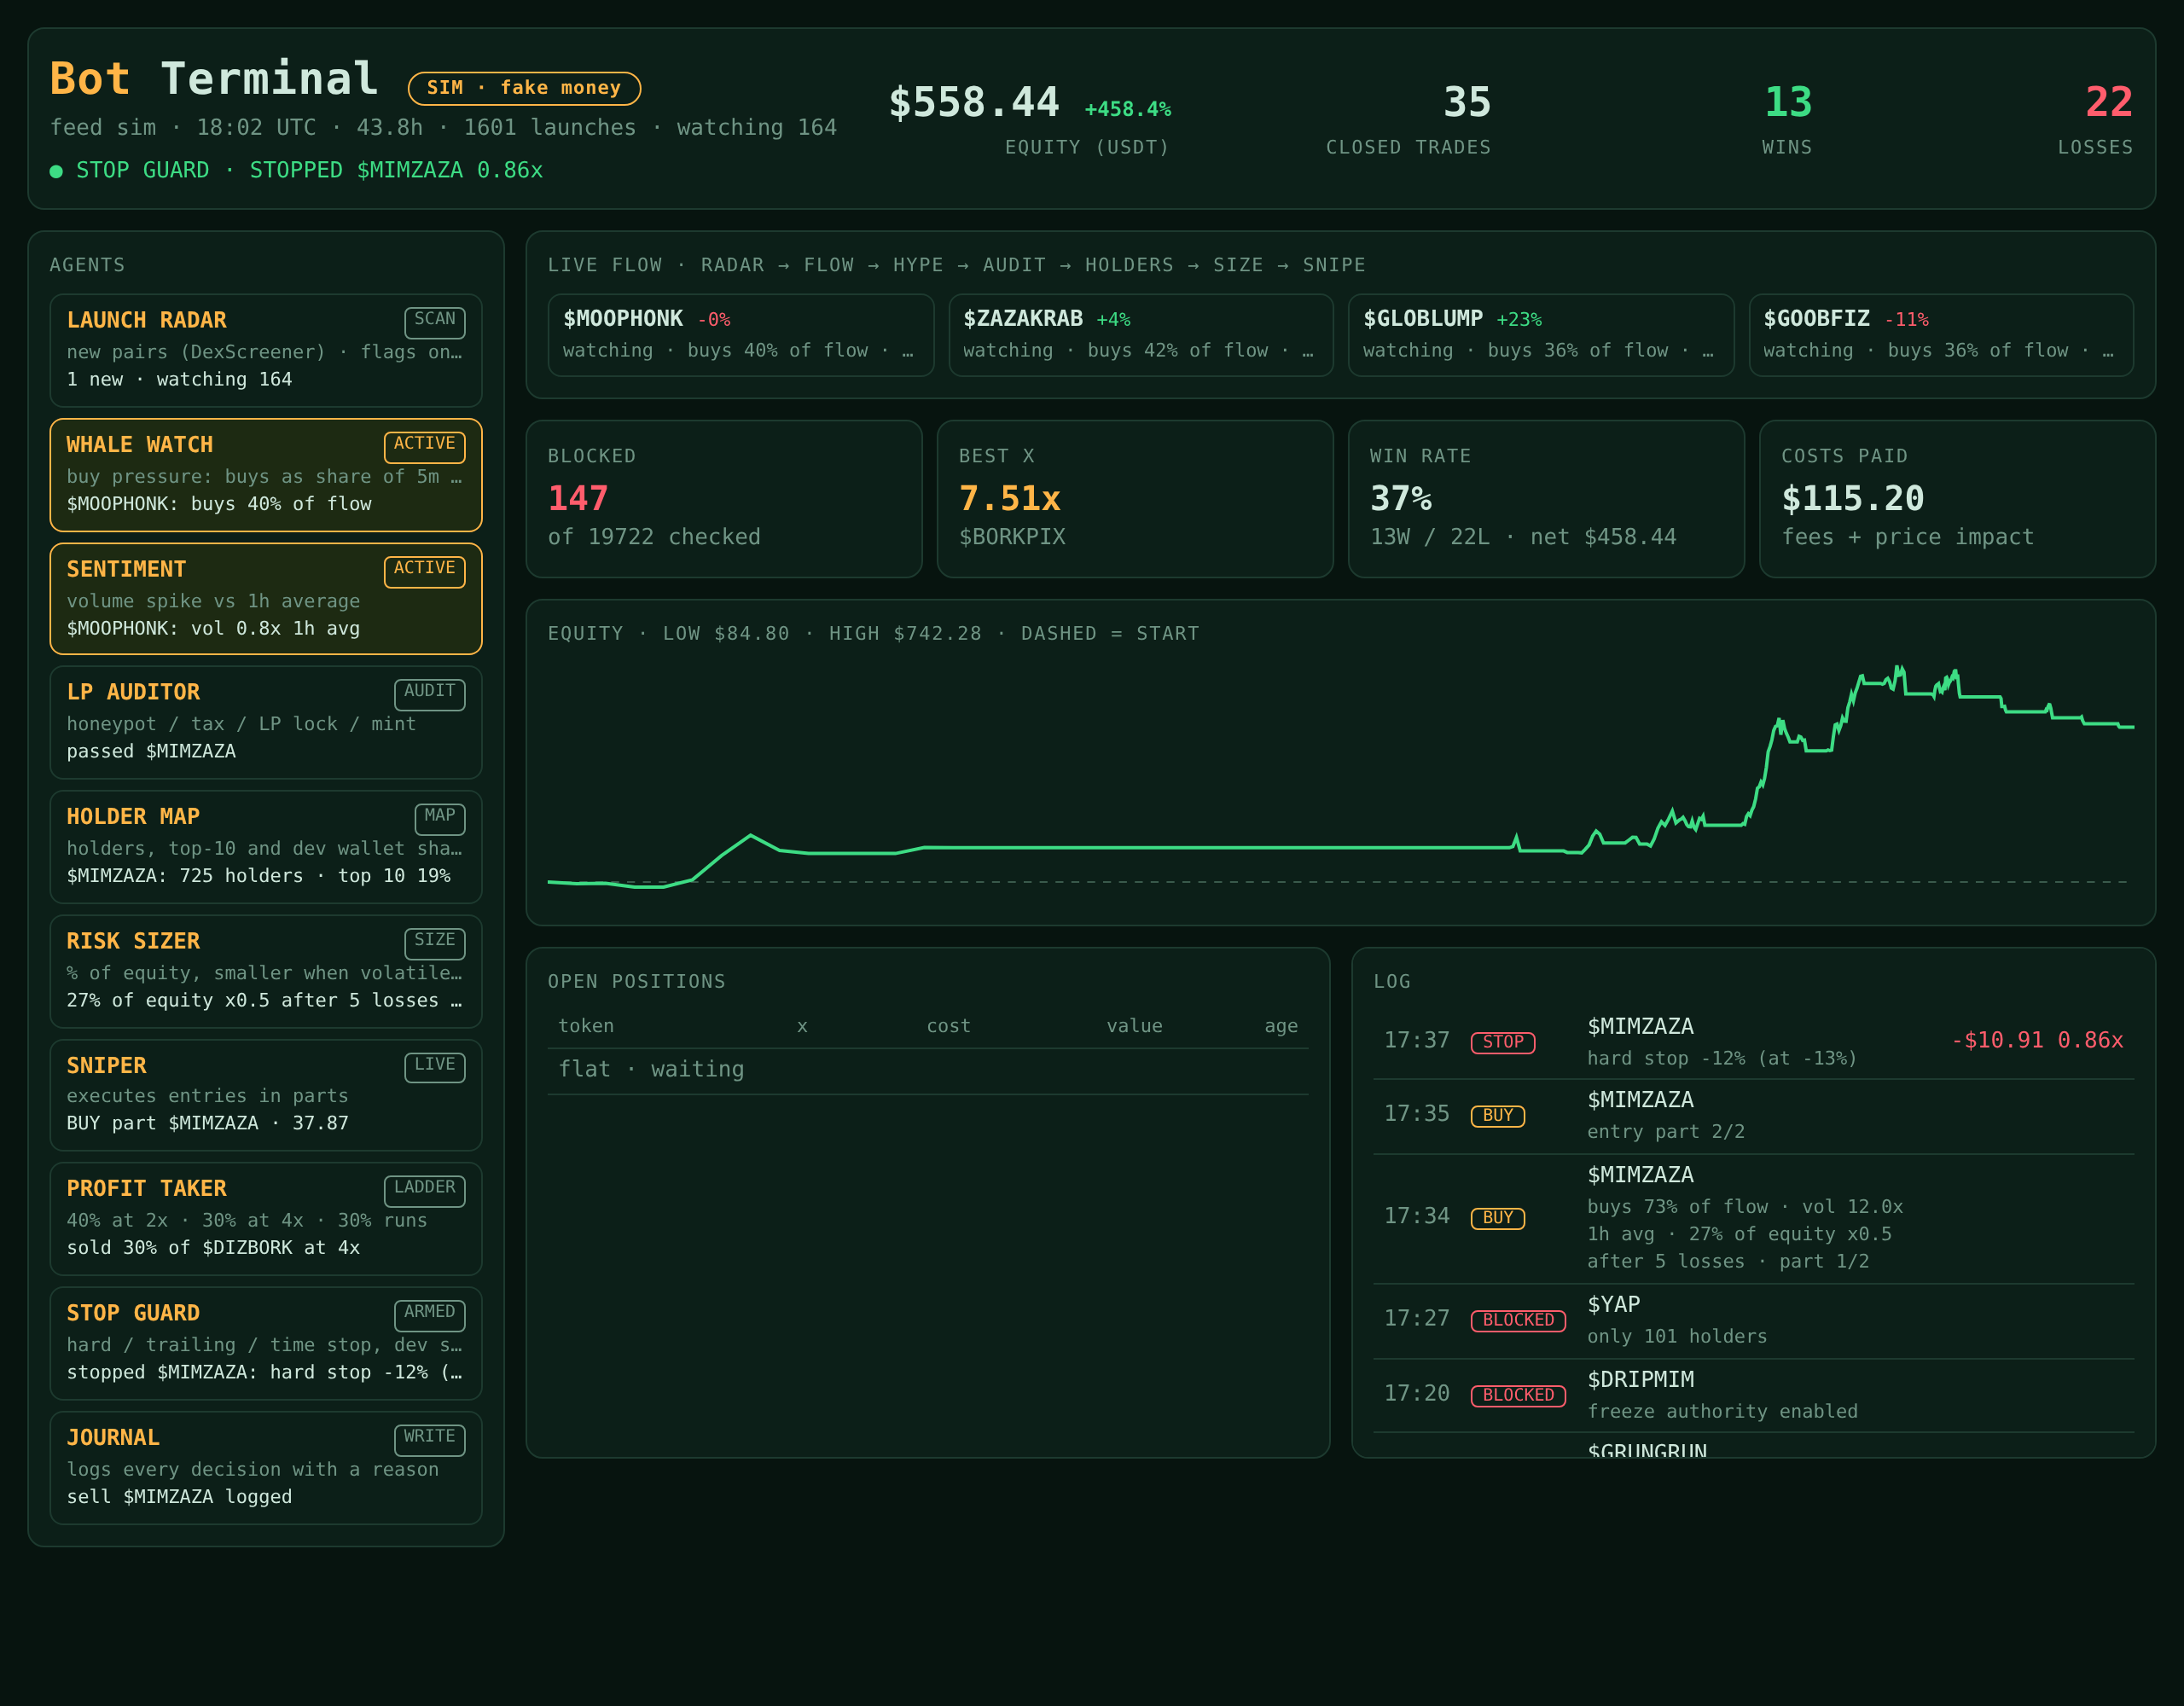 Bot Terminal SIM · fake money
feed sim · 18:02 UTC · 43.8h · 1601 launches · watching 164
● STOP GUARD · STOPPED $MIMZAZA 0.86x
$558.44 +458.4%
EQUITY (USDT)
35
CLOSED TRADES
13
WINS
22
LOSSES
AGENTS
LAUNCH RADAR SCAN
new pairs (DexScreener) · flags on…
1 new · watching 164
WHALE WATCH ACTIVE
buy pressure: buys as share of 5m …
$MOOPHONK: buys 40% of flow
SENTIMENT ACTIVE
volume spike vs 1h average
$MOOPHONK: vol 0.8x 1h avg
LP AUDITOR AUDIT
honeypot / tax / LP lock / mint
passed $MIMZAZA
HOLDER MAP MAP
holders, top-10 and dev wallet sha…
$MIMZAZA: 725 holders · top 10 19%
RISK SIZER SIZE
% of equity, smaller when volatile…
27% of equity x0.5 after 5 losses …
SNIPER LIVE
executes entries in parts
BUY part $MIMZAZA · 37.87
PROFIT TAKER LADDER
40% at 2x · 30% at 4x · 30% runs
sold 30% of $DIZBORK at 4x
STOP GUARD ARMED
hard / trailing / time stop, dev s…
stopped $MIMZAZA: hard stop -12% (…
JOURNAL WRITE
logs every decision with a reason
sell $MIMZAZA logged
LIVE FLOW · RADAR → FLOW → HYPE → AUDIT → HOLDERS → SIZE → SNIPE
$MOOPHONK -0%
watching · buys 40% of flow · …
$ZAZAKRAB +4%
watching · buys 42% of flow · …
$GLOBLUMP +23%
watching · buys 36% of flow · …
$GOOBFIZ -11%
watching · buys 36% of flow · …
BLOCKED
147
of 19722 checked
BEST X
7.51x
$BORKPIX
WIN RATE
37%
13W / 22L · net $458.44
COSTS PAID
$115.20
fees + price impact
EQUITY · LOW $84.80 · HIGH $742.28 · DASHED = START
OPEN POSITIONS
token x cost value age
flat · waiting
LOG
17:37 STOP $MIMZAZA -$10.91 0.86x
hard stop -12% (at -13%)
17:35 BUY $MIMZAZA
entry part 2/2
17:34 BUY $MIMZAZA
buys 73% of flow · vol 12.0x
1h avg · 27% of equity x0.5
after 5 losses · part 1/2
17:27 BLOCKED $YAP
only 101 holders
17:20 BLOCKED $DRIPMIM
freeze authority enabled
$GRUNGRUN